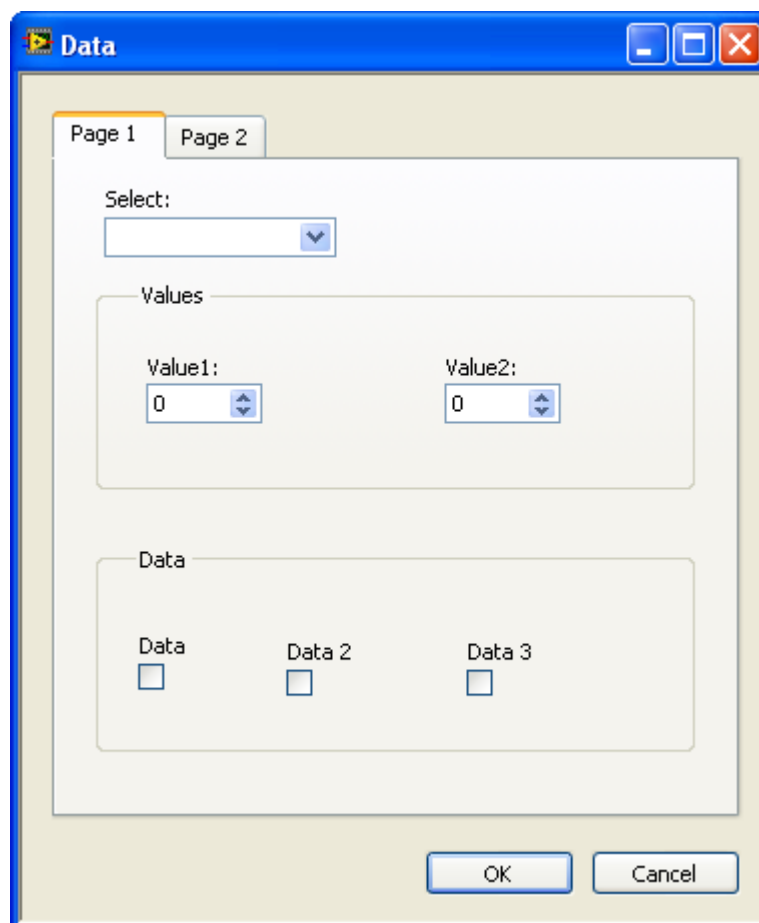 Data
Page 1 Page 2
Select:
Values
Value1: Value2:
0 0
Data
Data Data 2 Data 3
OK Cancel